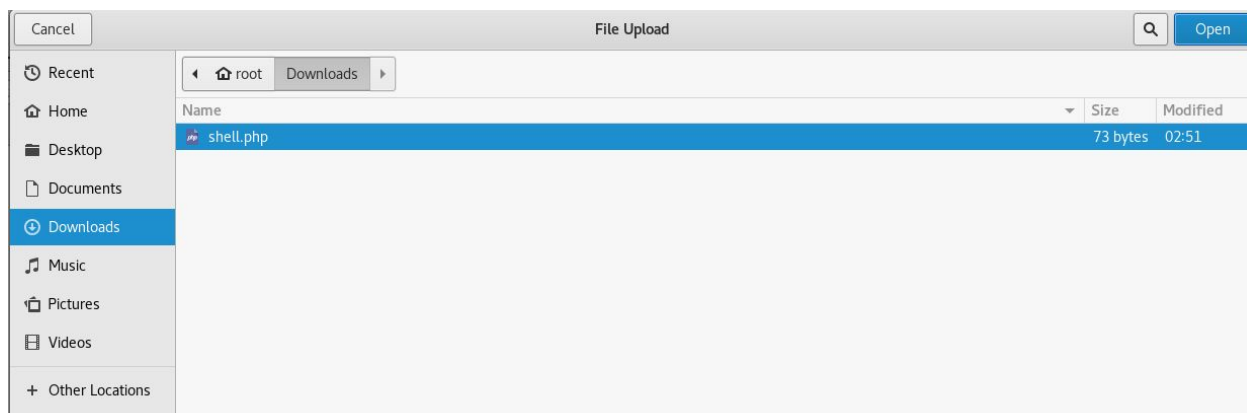 Cancel File Upload Open
Recent
Home
Desktop
Documents
Downloads
Music
Pictures
Videos
+ Other Locations
root Downloads
Name Size Modified
php shell.php 73 bytes 02:51